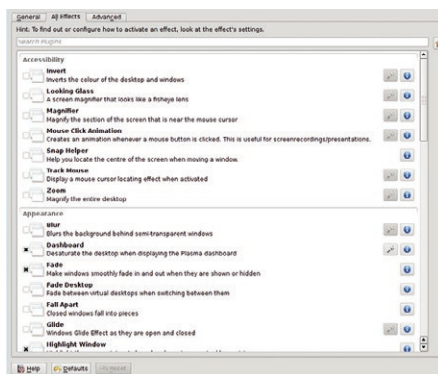 General All Effects Advanced
Hint: To find out or configure how to activate an effect, look at the effect's settings.
Search Plugins
Accessibility
Invert
Inverts the colour of the desktop and windows
Looking Glass
A screen magnifier that looks like a fisheye lens
Magnifier
Magnify the section of the screen that is near the mouse cursor
Mouse Click Animation
Creates an animation whenever a mouse button is clicked. This is useful for screenrecordings/presentations.
Snap Helper
Help you locate the centre of the screen when moving a window.
Track Mouse
Display a mouse cursor locating effect when activated
Zoom
Magnify the entire desktop
Appearance
Blur
Blurs the background behind semi-transparent windows
Dashboard
Desaturate the desktop when displaying the Plasma dashboard
Fade
Make windows smoothly fade in and out when they are shown or hidden
Fade Desktop
Fade between virtual desktops when switching between them
Fall Apart
Closed windows fall into pieces
Glide
Windows Glide Effect as they are open and closed
Highlight Window
Help Defaults Reset